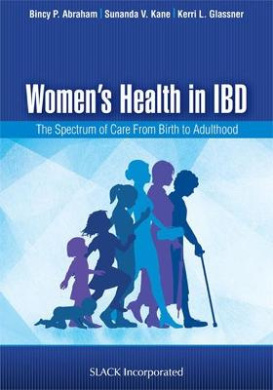 Bincy P. Abraham | Sunanda V. Kane | Kerri L. Glassner
Women's Health in IBD
The Spectrum of Care From Birth to Adulthood
SLACK Incorporated